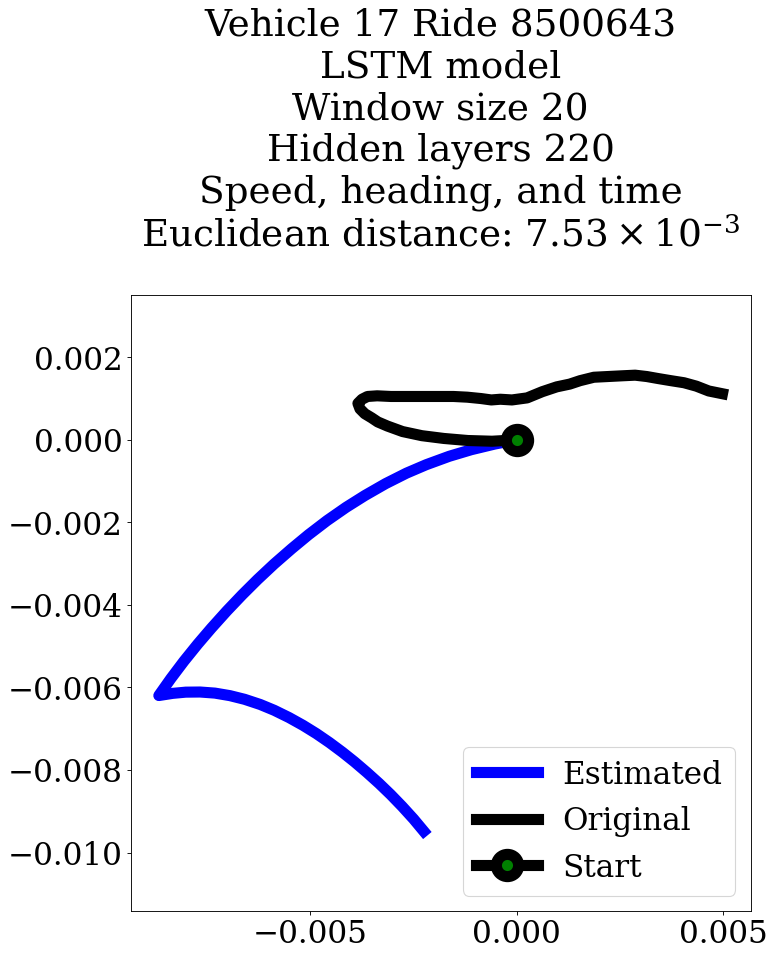 Vehicle 17 Ride 8500643
LSTM model
Window size 20
Hidden layers 220
Speed, heading, and time
Euclidean distance: 7.53 × 10⁻³
0.002
0.000
−0.002
−0.004
−0.006
−0.008
−0.010
Estimated
Original
Start
−0.005
0.000
0.005